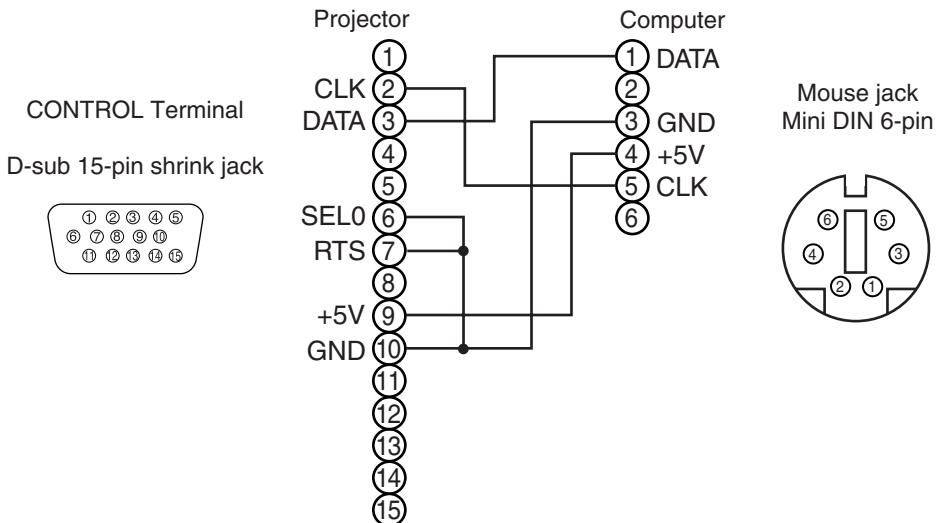 Projector
Computer
CONTROL Terminal
D-sub 15-pin shrink jack
① ② ③ ④ ⑤
⑥ ⑦ ⑧ ⑨ ⑩
⑪ ⑫ ⑬ ⑭ ⑮
①
CLK ②
DATA ③
④
⑤
SEL0 ⑥
RTS ⑦
⑧
+5V ⑨
GND ⑩
⑪
⑫
⑬
⑭
⑮
① DATA
②
③ GND
④ +5V
⑤ CLK
⑥
Mouse jack
Mini DIN 6-pin
⑥ ⑤
④ ③
② ①